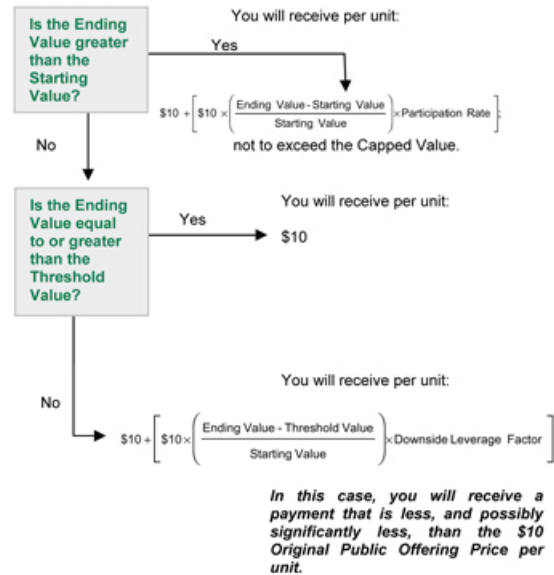 Is the Ending
Value greater
than the
Starting
Value?
You will receive per unit:
Yes
$10 + [ $10 × ( Ending Value - Starting Value / Starting Value ) × Participation Rate ];
not to exceed the Capped Value.
No
Is the Ending
Value equal
to or greater
than the
Threshold
Value?
Yes
You will receive per unit:
$10
No
You will receive per unit:
$10 + [ $10 × ( Ending Value - Threshold Value / Starting Value ) × Downside Leverage Factor ]
In this case, you will receive a
payment that is less, and possibly
significantly less, than the $10
Original Public Offering Price per
unit.